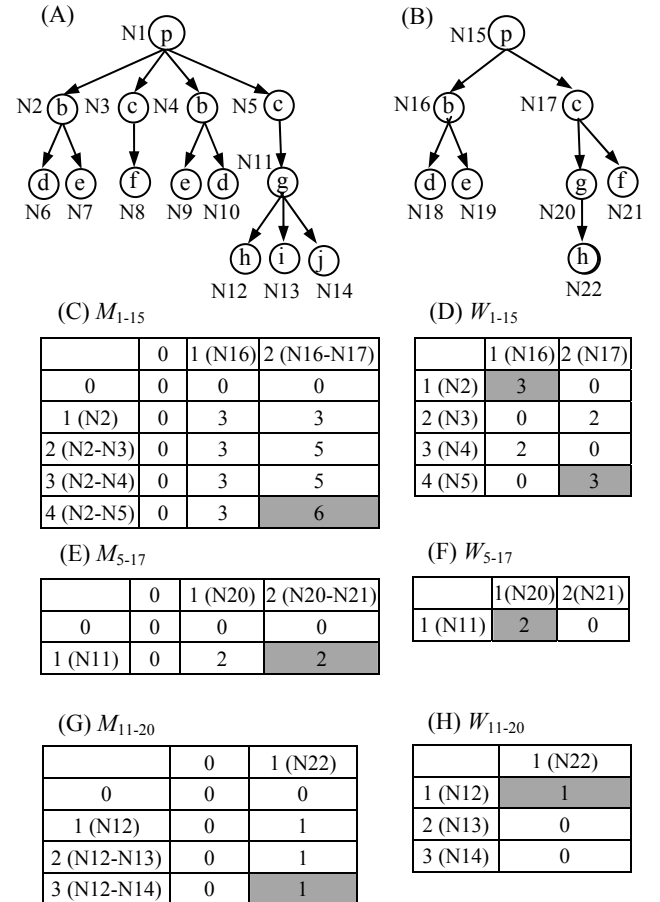 (A)
(B)
N1 p
N15 p
N2 b N3 c N4 b N5 c
N16 b N17 c
N11
d e f e d g
d e g f
N6 N7 N8 N9 N10
N18 N19 N20 N21
h i j
h
N12 N13 N14
N22
(C) M1-15
0 1 (N16) 2 (N16-N17)
0 0 0 0
1 (N2) 0 3 3
2 (N2-N3) 0 3 5
3 (N2-N4) 0 3 5
4 (N2-N5) 0 3 6
(D) W1-15
1 (N16) 2 (N17)
1 (N2) 3 0
2 (N3) 0 2
3 (N4) 2 0
4 (N5) 0 3
(E) M5-17
0 1 (N20) 2 (N20-N21)
0 0 0 0
1 (N11) 0 2 2
(F) W5-17
1(N20) 2(N21)
1 (N11) 2 0
(G) M11-20
0 1 (N22)
0 0 0
1 (N12) 0 1
2 (N12-N13) 0 1
3 (N12-N14) 0 1
(H) W11-20
1 (N22)
1 (N12) 1
2 (N13) 0
3 (N14) 0